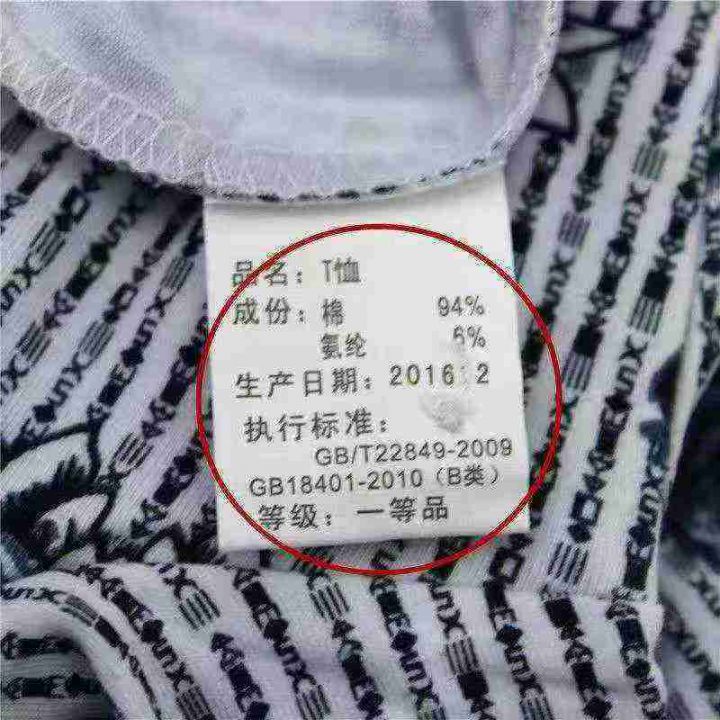 品名：T恤
成份：棉 94%
氨纶 6%
生产日期：2016.2
执行标准：
GB/T22849-2009
GB18401-2010（B类）
等级：一等品